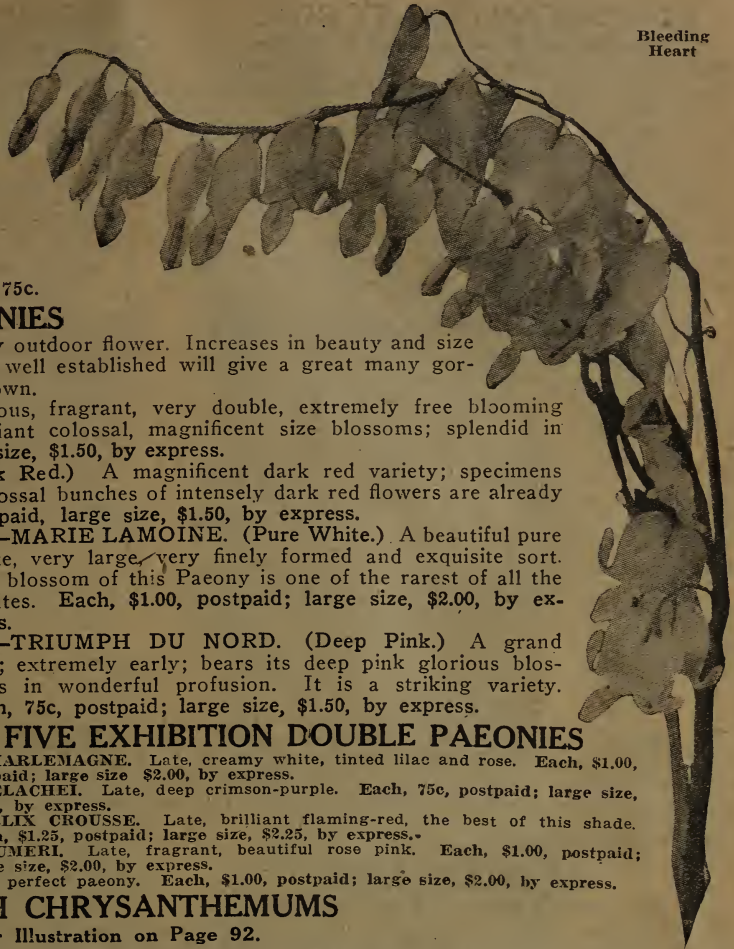 Bleeding
Heart
75c.
NIES
outdoor flower. Increases in beauty and size
well established will give a great many gor-
own.
ous, fragrant, very double, extremely free blooming
iant colossal, magnificent size blossoms; splendid in
size, $1.50, by express.
Red.) A magnificent dark red variety; specimens
ossal bunches of intensely dark red flowers are already
paid, large size, $1.50, by express.
—MARIE LAMOINE. (Pure White.) A beautiful pure
e, very large, very finely formed and exquisite sort.
blossom of this Paeony is one of the rarest of all the
tes. Each, $1.00, postpaid; large size, $2.00, by ex-
s.
—TRIUMPH DU NORD. (Deep Pink.) A grand
; extremely early; bears its deep pink glorious blos-
s in wonderful profusion. It is a striking variety.
h, 75c, postpaid; large size, $1.50, by express.
FIVE EXHIBITION DOUBLE PAEONIES
ARLEMAGNE. Late, creamy white, tinted lilac and rose. Each, $1.00,
paid; large size $2.00, by express.
LACHEI. Late, deep crimson-purple. Each, 75c, postpaid; large size,
, by express.
LIX CROUSSE. Late, brilliant flaming-red, the best of this shade.
h, $1.25, postpaid; large size, $2.25, by express.
UMERI. Late, fragrant, beautiful rose pink. Each, $1.00, postpaid;
e size, $2.00, by express.
perfect paeony. Each, $1.00, postpaid; large size, $2.00, by express.
H CHRYSANTHEMUMS
Illustration on Page 92.